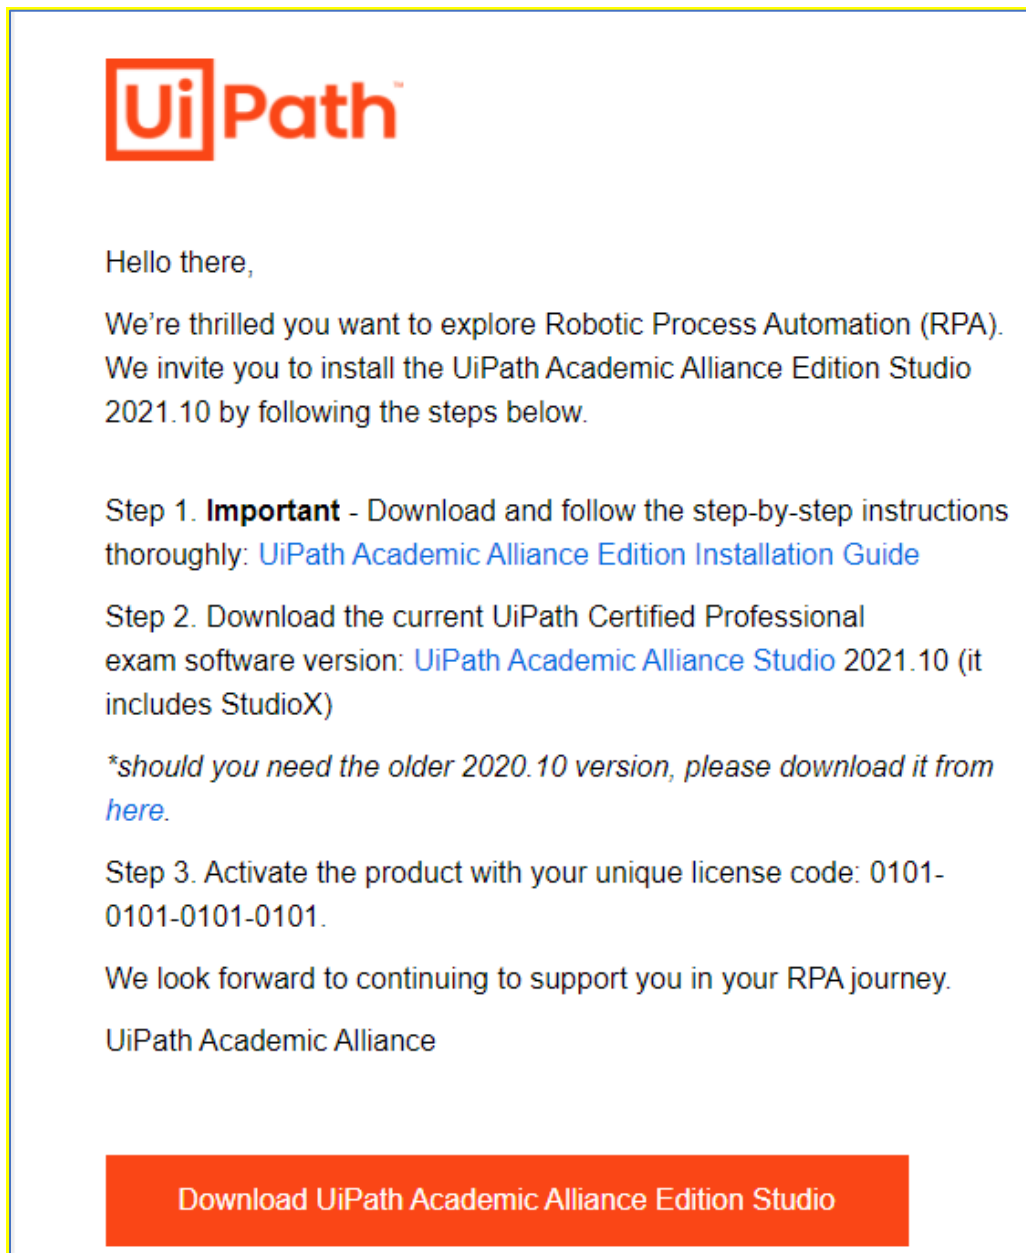 UiPath™
Hello there,
We’re thrilled you want to explore Robotic Process Automation (RPA).
We invite you to install the UiPath Academic Alliance Edition Studio
2021.10 by following the steps below.
Step 1. Important - Download and follow the step-by-step instructions
thoroughly: UiPath Academic Alliance Edition Installation Guide
Step 2. Download the current UiPath Certified Professional
exam software version: UiPath Academic Alliance Studio 2021.10 (it
includes StudioX)
*should you need the older 2020.10 version, please download it from
here.
Step 3. Activate the product with your unique license code: 0101-
0101-0101-0101.
We look forward to continuing to support you in your RPA journey.
UiPath Academic Alliance
Download UiPath Academic Alliance Edition Studio